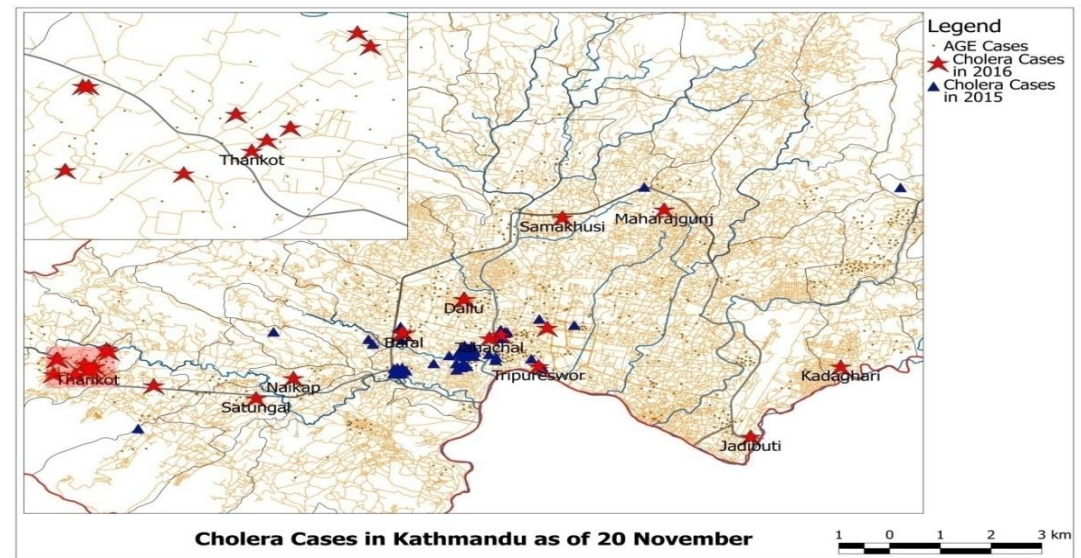 Legend
AGE Cases
Cholera Cases
in 2016
Cholera Cases
in 2015
Thankot
Samakhusi
Maharajgunj
Dallu
Bafal
Tripureswor
Kadaghari
Thankot
Naikap
Satungal
Jadibuti
Cholera Cases in Kathmandu as of 20 November
1 0 1 2 3 km